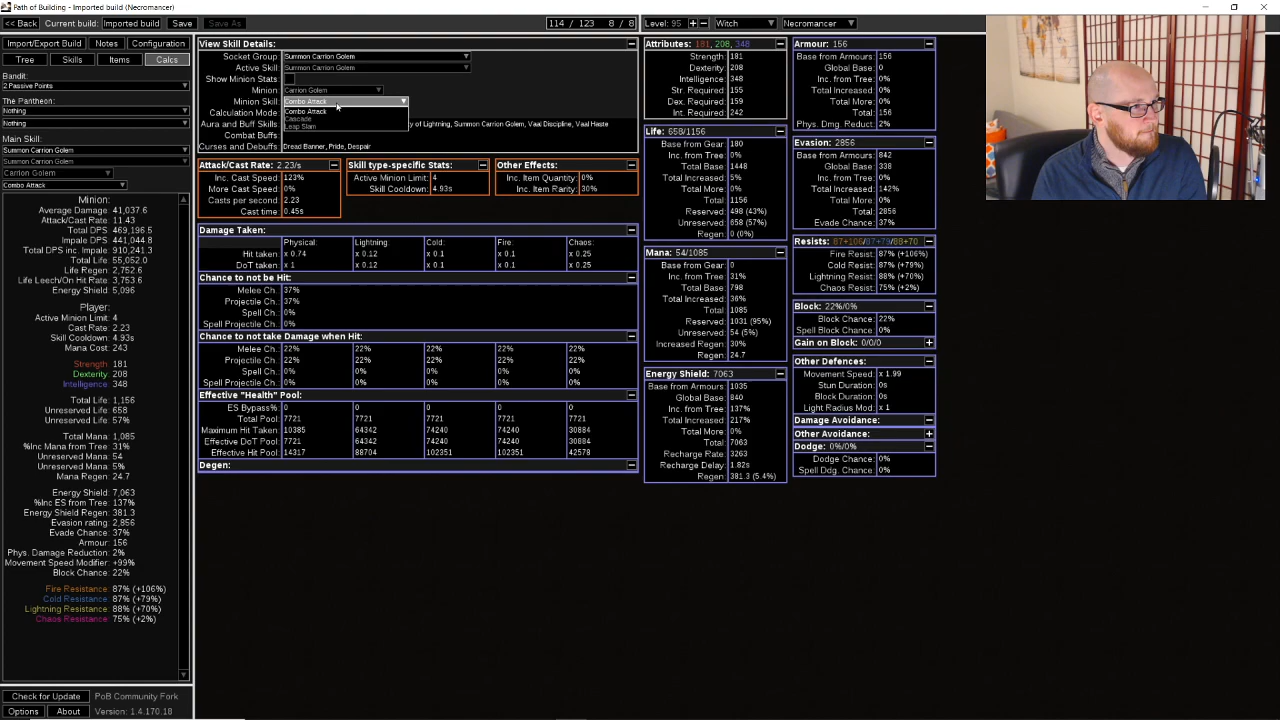 Path of Building - Imported build (Necromancer)
<< Back Current build: Imported build Save Save As 114 / 123 8 / 8 Level: 95 Witch Necromancer
Import/Export Build Notes Configuration
Tree Skills Items Calcs
Bandit:
2 Passive Points
The Pantheon:
Nothing
Nothing
Main Skill:
Summon Carrion Golem
Summon Carrion Golem
Carrion Golem
Combo Attack
Minion:
Average Damage: 41,037.6
Attack/Cast Rate: 11.43
Total DPS: 469,196.5
Impale DPS: 441,044.8
Total DPS inc. Impale: 910,241.3
Total Life: 55,052.0
Life Regen: 2,752.6
Life Leech/On Hit Rate: 3,753.6
Energy Shield: 5,096
Player:
Active Minion Limit: 4
Cast Rate: 2.23
Skill Cooldown: 4.93s
Mana Cost: 243
Strength: 181
Dexterity: 208
Intelligence: 348
Total Life: 1,156
Unreserved Life: 658
Unreserved Life: 57%
Total Mana: 1,085
%Inc Mana from Tree: 31%
Unreserved Mana: 54
Unreserved Mana: 5%
Mana Regen: 24.7
Energy Shield: 7,063
%Inc ES from Tree: 137%
Energy Shield Regen: 381.3
Evasion rating: 2,856
Evade Chance: 37%
Armour: 156
Phys. Damage Reduction: 2%
Movement Speed Modifier: +99%
Block Chance: 22%
Fire Resistance: 87% (+106%)
Cold Resistance: 87% (+79%)
Lightning Resistance: 88% (+70%)
Chaos Resistance: 75% (+2%)
Check for Update PoB Community Fork
Options About Version: 1.4.170.18
View Skill Details:
Socket Group: Summon Carrion Golem
Active Skill: Summon Carrion Golem
Show Minion Stats:
Minion: Carrion Golem
Minion Skill: Combo Attack
Combo Attack
Cascade
Leap Slam
Calculation Mode:
Aura and Buff Skills: y of Lightning, Summon Carrion Golem, Vaal Discipline, Vaal Haste
Combat Buffs:
Curses and Debuffs: Dread Banner, Pride, Despair
Attack/Cast Rate: 2.23/s
Inc. Cast Speed: 123%
More Cast Speed: 0%
Casts per second: 2.23
Cast time: 0.45s
Skill type-specific Stats:
Active Minion Limit: 4
Skill Cooldown: 4.93s
Other Effects:
Inc. Item Quantity: 0%
Inc. Item Rarity: 30%
Damage Taken:
Physical: Lightning: Cold: Fire: Chaos:
Hit taken: x 0.74 x 0.12 x 0.1 x 0.1 x 0.25
DoT taken: x 1 x 0.12 x 0.1 x 0.1 x 0.25
Chance to not be Hit:
Melee Ch.: 37%
Projectile Ch.: 37%
Spell Ch.: 0%
Spell Projectile Ch.: 0%
Chance to not take Damage when Hit:
Melee Ch.: 22% 22% 22% 22% 22%
Projectile Ch.: 22% 22% 22% 22% 22%
Spell Ch.: 0% 0% 0% 0% 0%
Spell Projectile Ch.: 0% 0% 0% 0% 0%
Effective "Health" Pool:
ES Bypass%: 0 0 0 0 0
Total Pool: 7721 7721 7721 7721 7721
Maximum Hit Taken: 10385 64342 74240 74240 30884
Effective DoT Pool: 7721 64342 74240 74240 30884
Effective Hit Pool: 14317 88704 102351 102351 42578
Degen:
Attributes: 181, 208, 348
Strength: 181
Dexterity: 208
Intelligence: 348
Str. Required: 155
Dex. Required: 159
Int. Required: 242
Life: 658/1156
Base from Gear: 180
Inc. from Tree: 0%
Total Base: 1448
Total Increased: 5%
Total More: 0%
Total: 1156
Reserved: 498 (43%)
Unreserved: 658 (57%)
Regen: 0 (0%)
Mana: 54/1085
Base from Gear: 0
Inc. from Tree: 31%
Total Base: 798
Total Increased: 36%
Total: 1085
Reserved: 1031 (95%)
Unreserved: 54 (5%)
Increased Regen: 30%
Regen: 24.7
Energy Shield: 7063
Base from Armours: 1035
Global Base: 840
Inc. from Tree: 137%
Total Increased: 217%
Total More: 0%
Total: 7063
Recharge Rate: 3263
Recharge Delay: 1.82s
Regen: 381.3 (5.4%)
Armour: 156
Base from Armours: 156
Global Base: 0
Inc. from Tree: 0%
Total Increased: 0%
Total More: 0%
Total: 156
Phys. Dmg. Reduct: 2%
Evasion: 2856
Base from Armours: 842
Global Base: 338
Inc. from Tree: 0%
Total Increased: 142%
Total More: 0%
Total: 2856
Evade Chance: 37%
Resists: 87+106/87+79/88+70
Fire Resist: 87% (+106%)
Cold Resist: 87% (+79%)
Lightning Resist: 88% (+70%)
Chaos Resist: 75% (+2%)
Block: 22%/0%
Block Chance: 22%
Spell Block Chance: 0%
Gain on Block: 0/0/0
Other Defences:
Movement Speed: x 1.99
Stun Duration: 0s
Block Duration: 0s
Light Radius Mod: x 1
Damage Avoidance:
Other Avoidance:
Dodge: 0%/0%
Dodge Chance: 0%
Spell Ddg. Chance: 0%